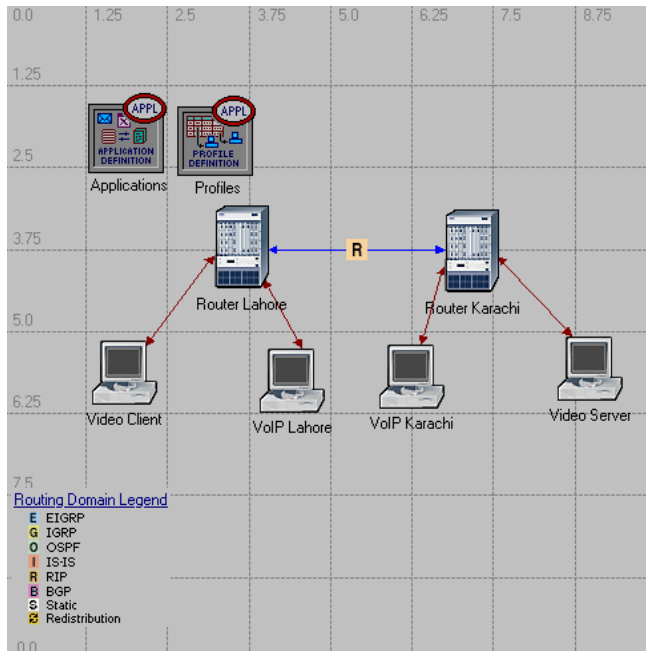 0.0 1.25 2.5 3.75 5.0 6.25 7.5 8.75
1.25
APPL
APPL
APPLICATION
DEFINITION
PROFILE
DEFINITION
2.5
Applications
Profiles
3.75
R
Router Lahore
Router Karachi
5.0
Video Client
VoIP Lahore
VoIP Karachi
Video Server
6.25
7.5
Routing Domain Legend
E EIGRP
G IGRP
O OSPF
I IS-IS
R RIP
B BGP
S Static
Redistribution
0.0